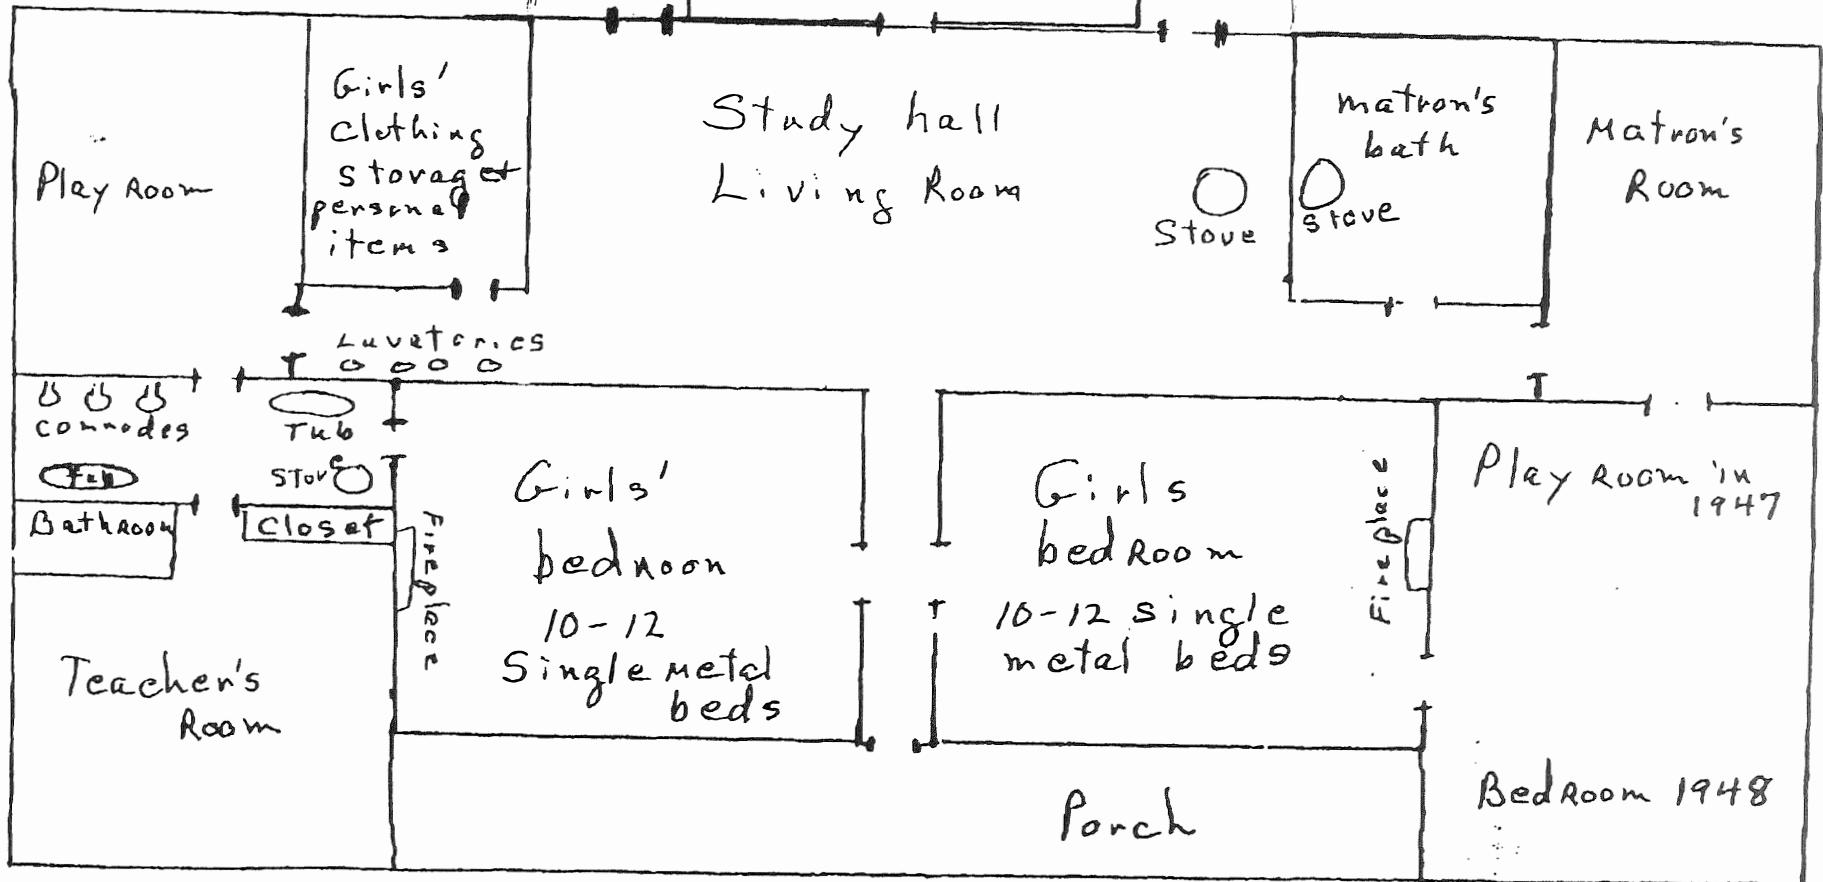 Play Room
Girls'
clothing
storage +
personal
items
Study hall
Living Room
Stove
matron's
bath
stove
Matron's
Room
Lavatories
commodes
Tub
Tub
Stove
Bathroom
Closet
Fireplace
Girls'
bedroom
10-12
Single metal
beds
Girls
bedRoom
10-12 single
metal beds
Fireplace
Play Room in
1947
Teacher's
Room
Porch
BedRoom 1948